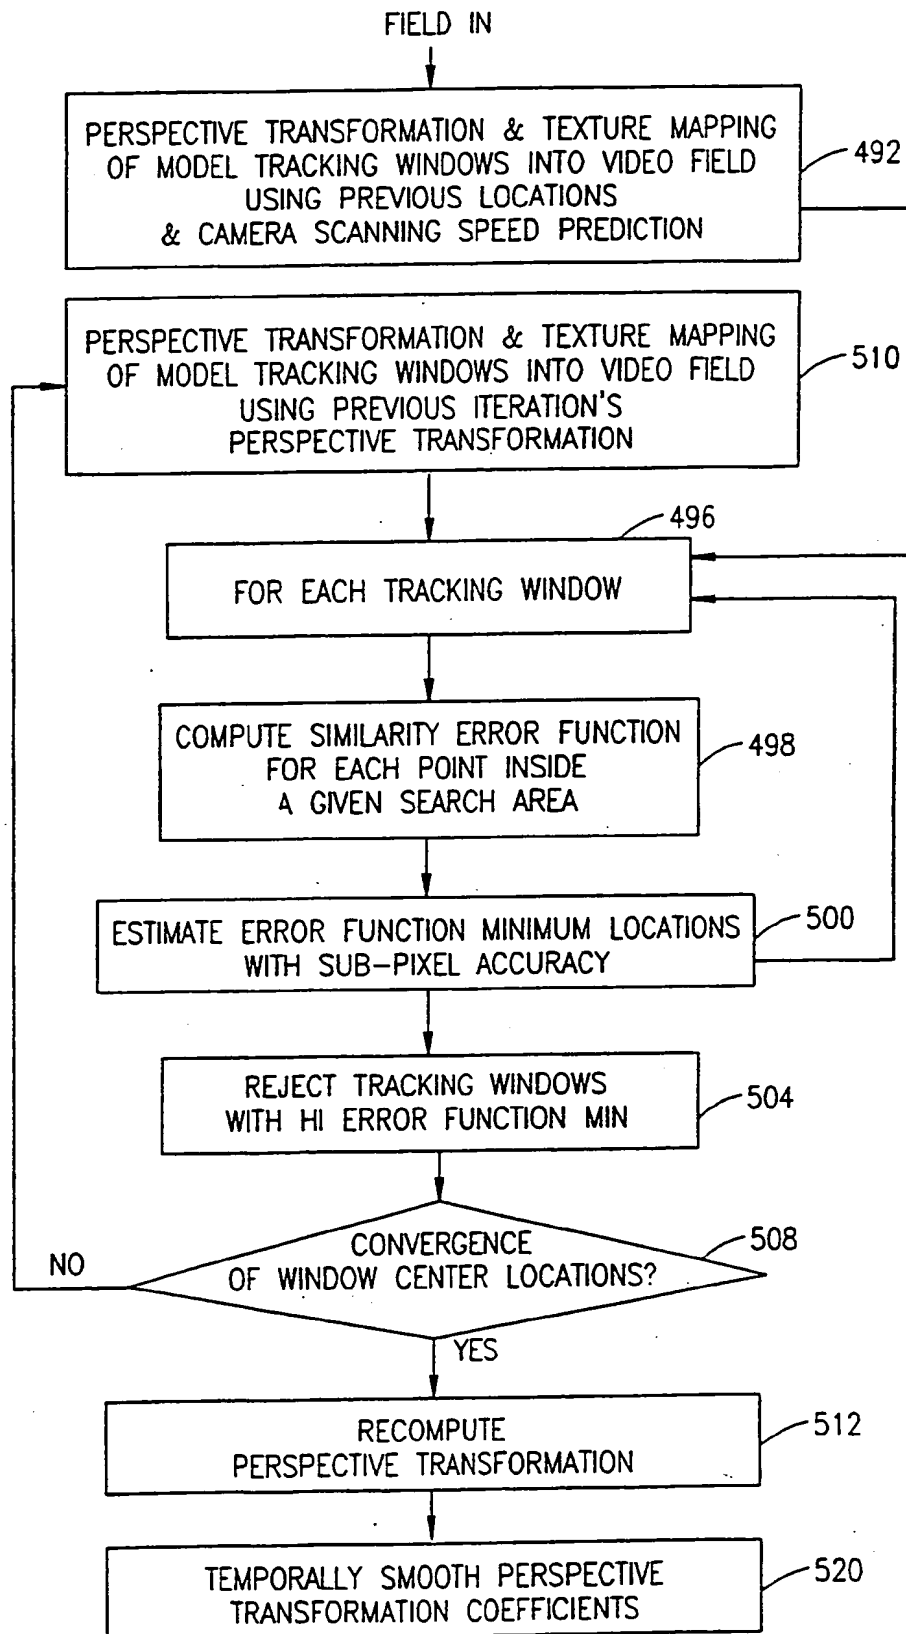 FIELD IN
PERSPECTIVE TRANSFORMATION & TEXTURE MAPPING
OF MODEL TRACKING WINDOWS INTO VIDEO FIELD
USING PREVIOUS LOCATIONS
& CAMERA SCANNING SPEED PREDICTION
492
PERSPECTIVE TRANSFORMATION & TEXTURE MAPPING
OF MODEL TRACKING WINDOWS INTO VIDEO FIELD
USING PREVIOUS ITERATION'S
PERSPECTIVE TRANSFORMATION
510
496
FOR EACH TRACKING WINDOW
COMPUTE SIMILARITY ERROR FUNCTION
FOR EACH POINT INSIDE
A GIVEN SEARCH AREA
498
ESTIMATE ERROR FUNCTION MINIMUM LOCATIONS
WITH SUB-PIXEL ACCURACY
500
REJECT TRACKING WINDOWS
WITH HI ERROR FUNCTION MIN
504
CONVERGENCE
OF WINDOW CENTER LOCATIONS?
508
NO
YES
RECOMPUTE
PERSPECTIVE TRANSFORMATION
512
TEMPORALLY SMOOTH PERSPECTIVE
TRANSFORMATION COEFFICIENTS
520